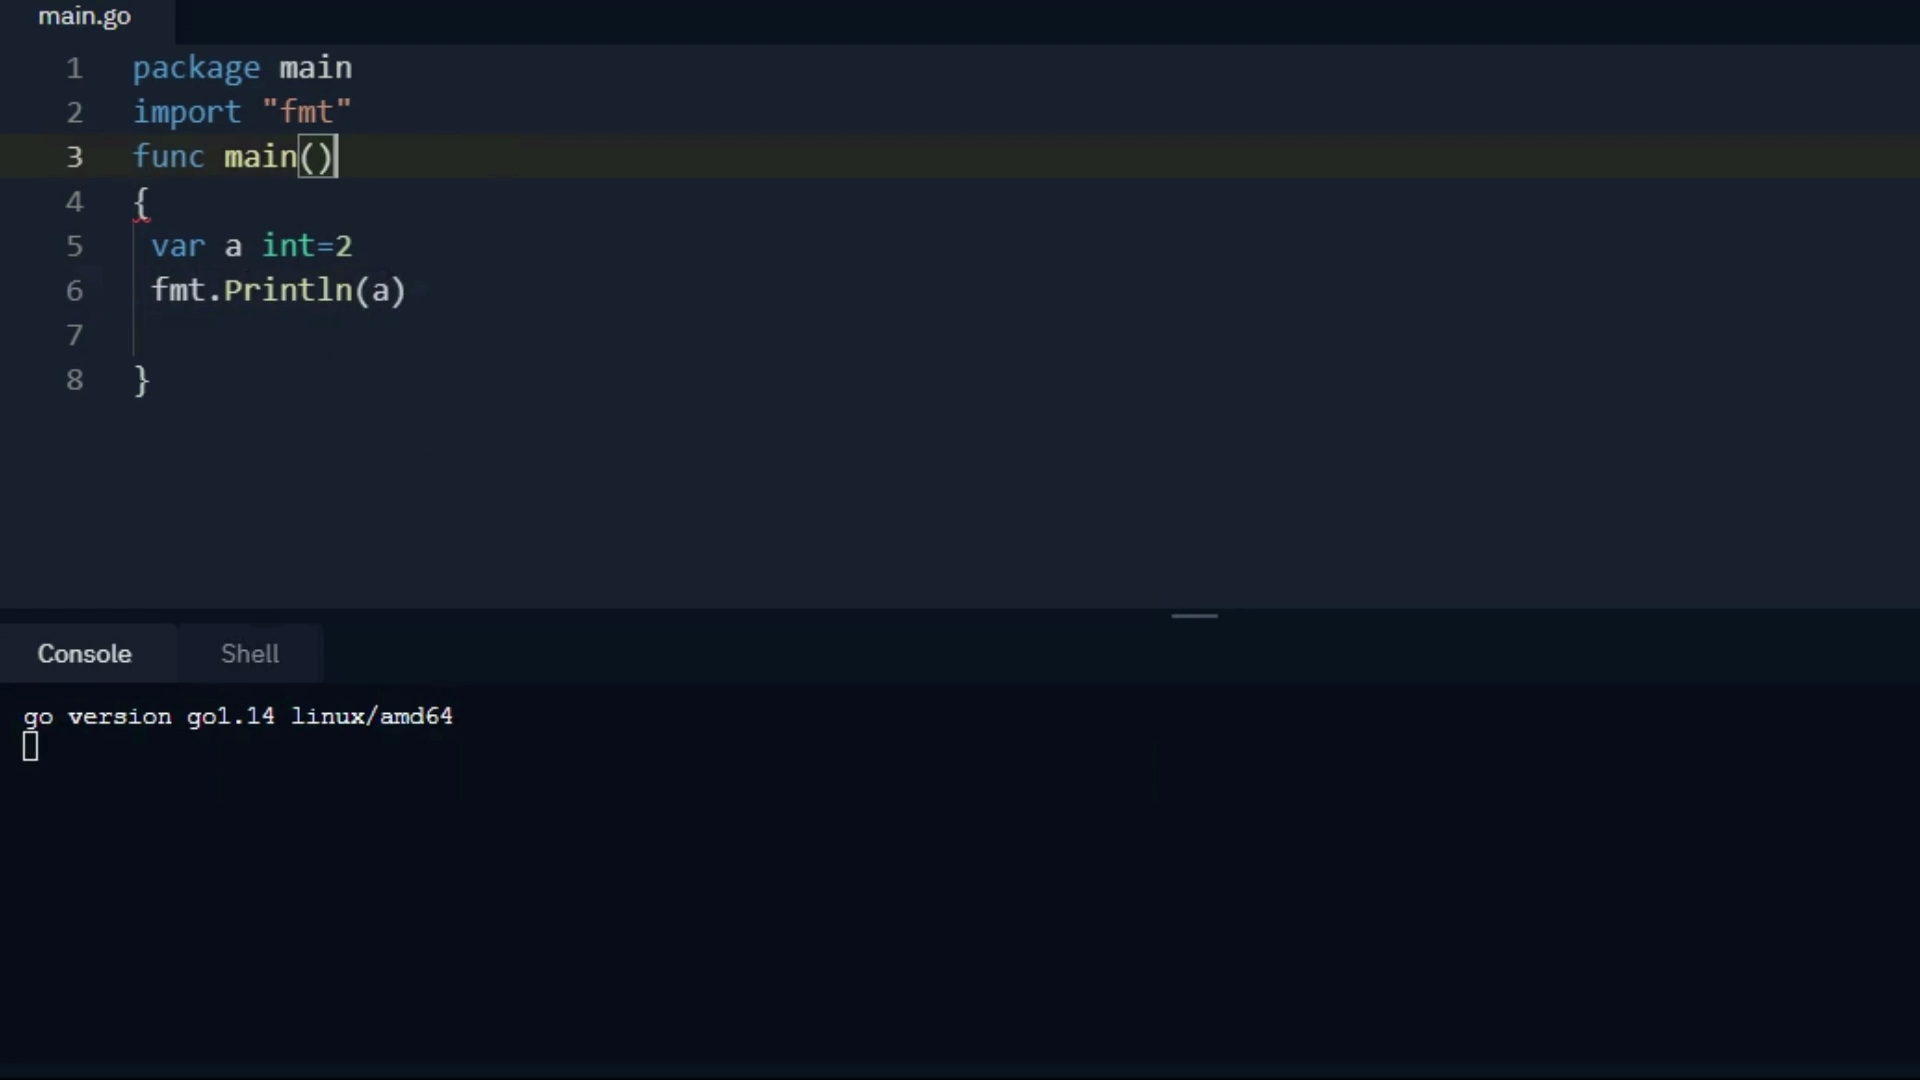 main.go
1 package main
2 import "fmt"
3 func main()
4 {
5 var a int=2
6 fmt.Println(a)
7
8 }
Console Shell
go version go1.14 linux/amd64